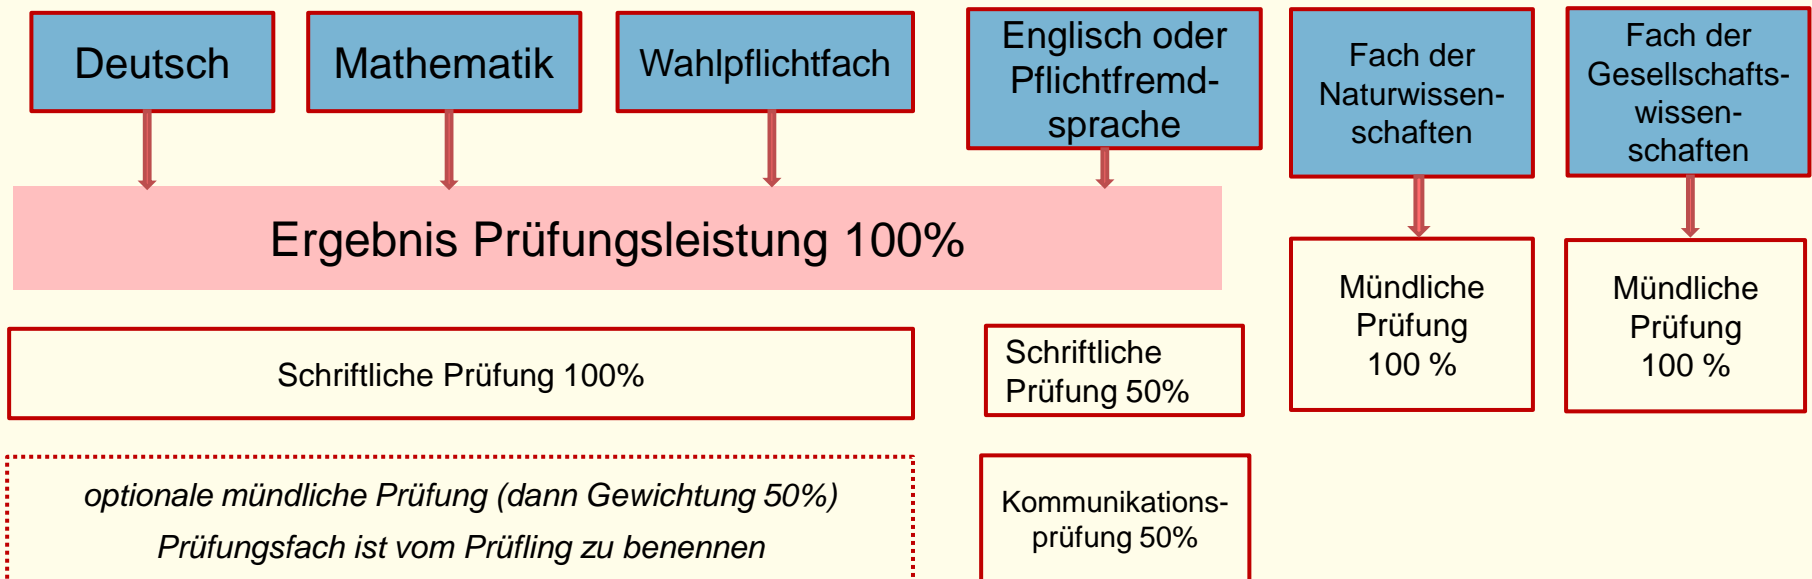 Deutsch
Mathematik
Wahlpflichtfach
Englisch oder
Pflichtfremd-
sprache
Fach der
Naturwissen-
schaften
Fach der
Gesellschafts-
wissen-
schaften
Ergebnis Prüfungsleistung 100%
Mündliche
Prüfung
100 %
Mündliche
Prüfung
100 %
Schriftliche Prüfung 100%
Schriftliche
Prüfung 50%
optionale mündliche Prüfung (dann Gewichtung 50%)
Prüfungsfach ist vom Prüfling zu benennen
Kommunikations-
prüfung 50%